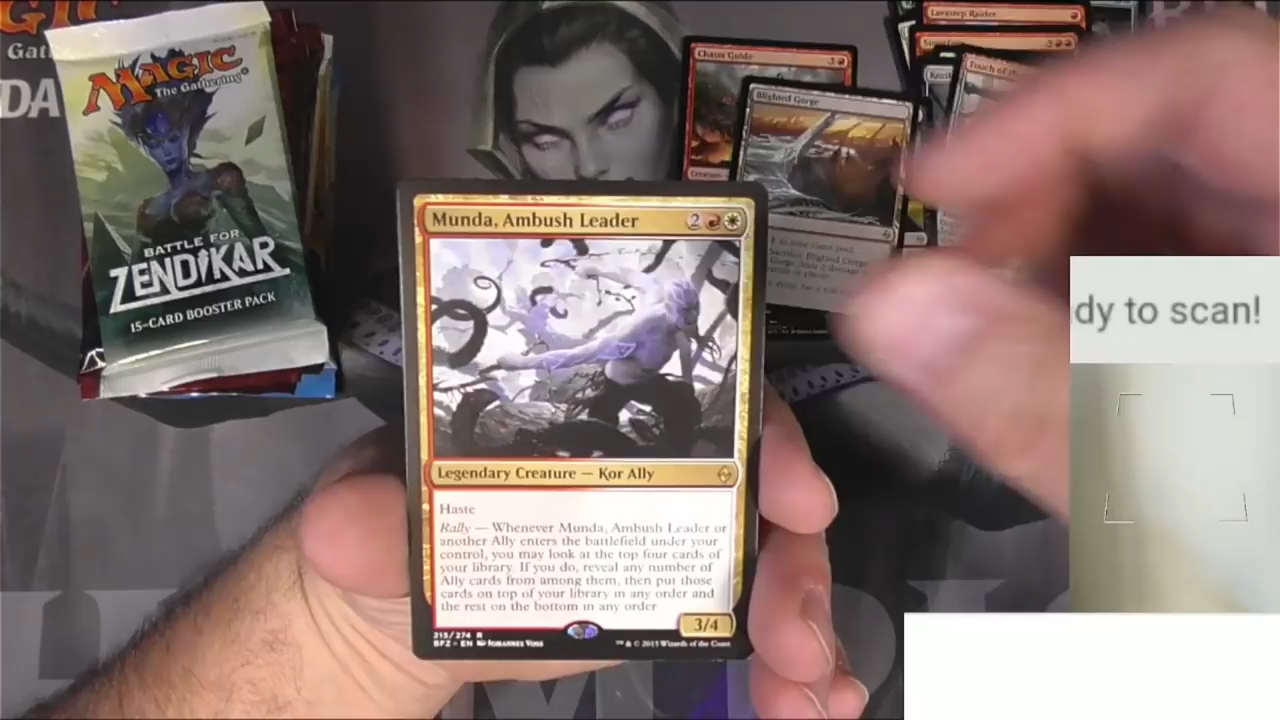 MAGIC
The Gathering®
BATTLE FOR
ZENDIKAR
15-CARD BOOSTER PACK
DA
Chasm Guide 3
Blighted Gorge
Lavastep Raider
Touch of
Munda, Ambush Leader 2
Legendary Creature — Kor Ally
Haste
Rally — Whenever Munda, Ambush Leader or
another Ally enters the battlefield under your
control, you may look at the top four cards of
your library. If you do, reveal any number of
Ally cards from among them, then put those
cards on top of your library in any order and
the rest on the bottom in any order
3/4
215/274 R
BFZ • EN Johannes Voss
™ & © 2015 Wizards of the Coast
dy to scan!